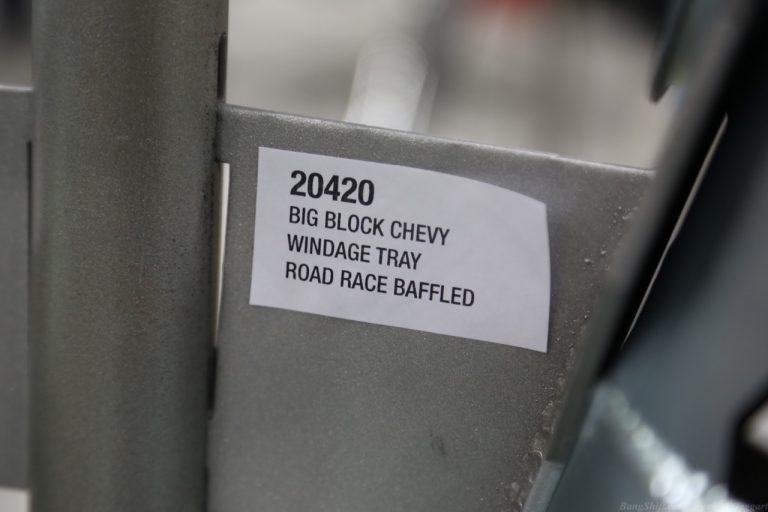 20420
BIG BLOCK CHEVY
WINDAGE TRAY
ROAD RACE BAFFLED